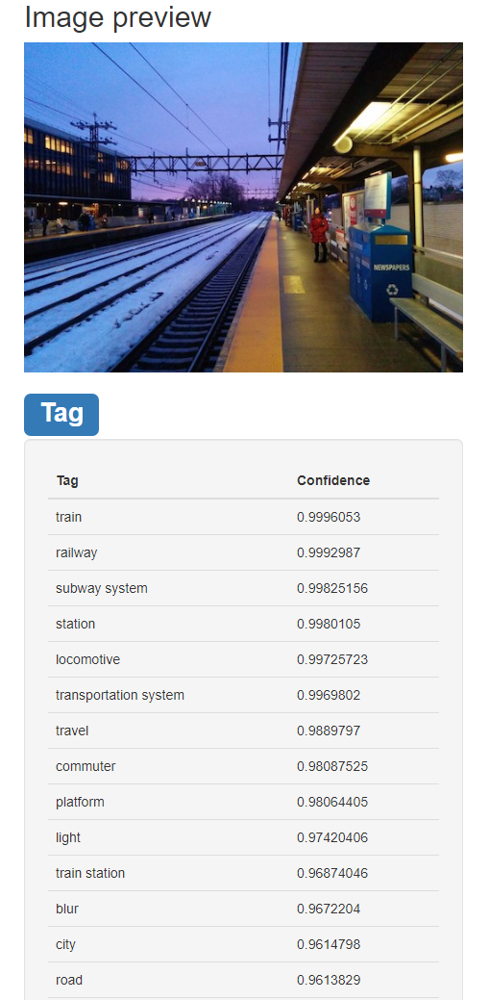 Image preview
NEWSPAPERS
Tag
Tag Confidence
train 0.9996053
railway 0.9992987
subway system 0.99825156
station 0.9980105
locomotive 0.99725723
transportation system 0.9969802
travel 0.9889797
commuter 0.98087525
platform 0.98064405
light 0.97420406
train station 0.96874046
blur 0.9672204
city 0.9614798
road 0.9613829